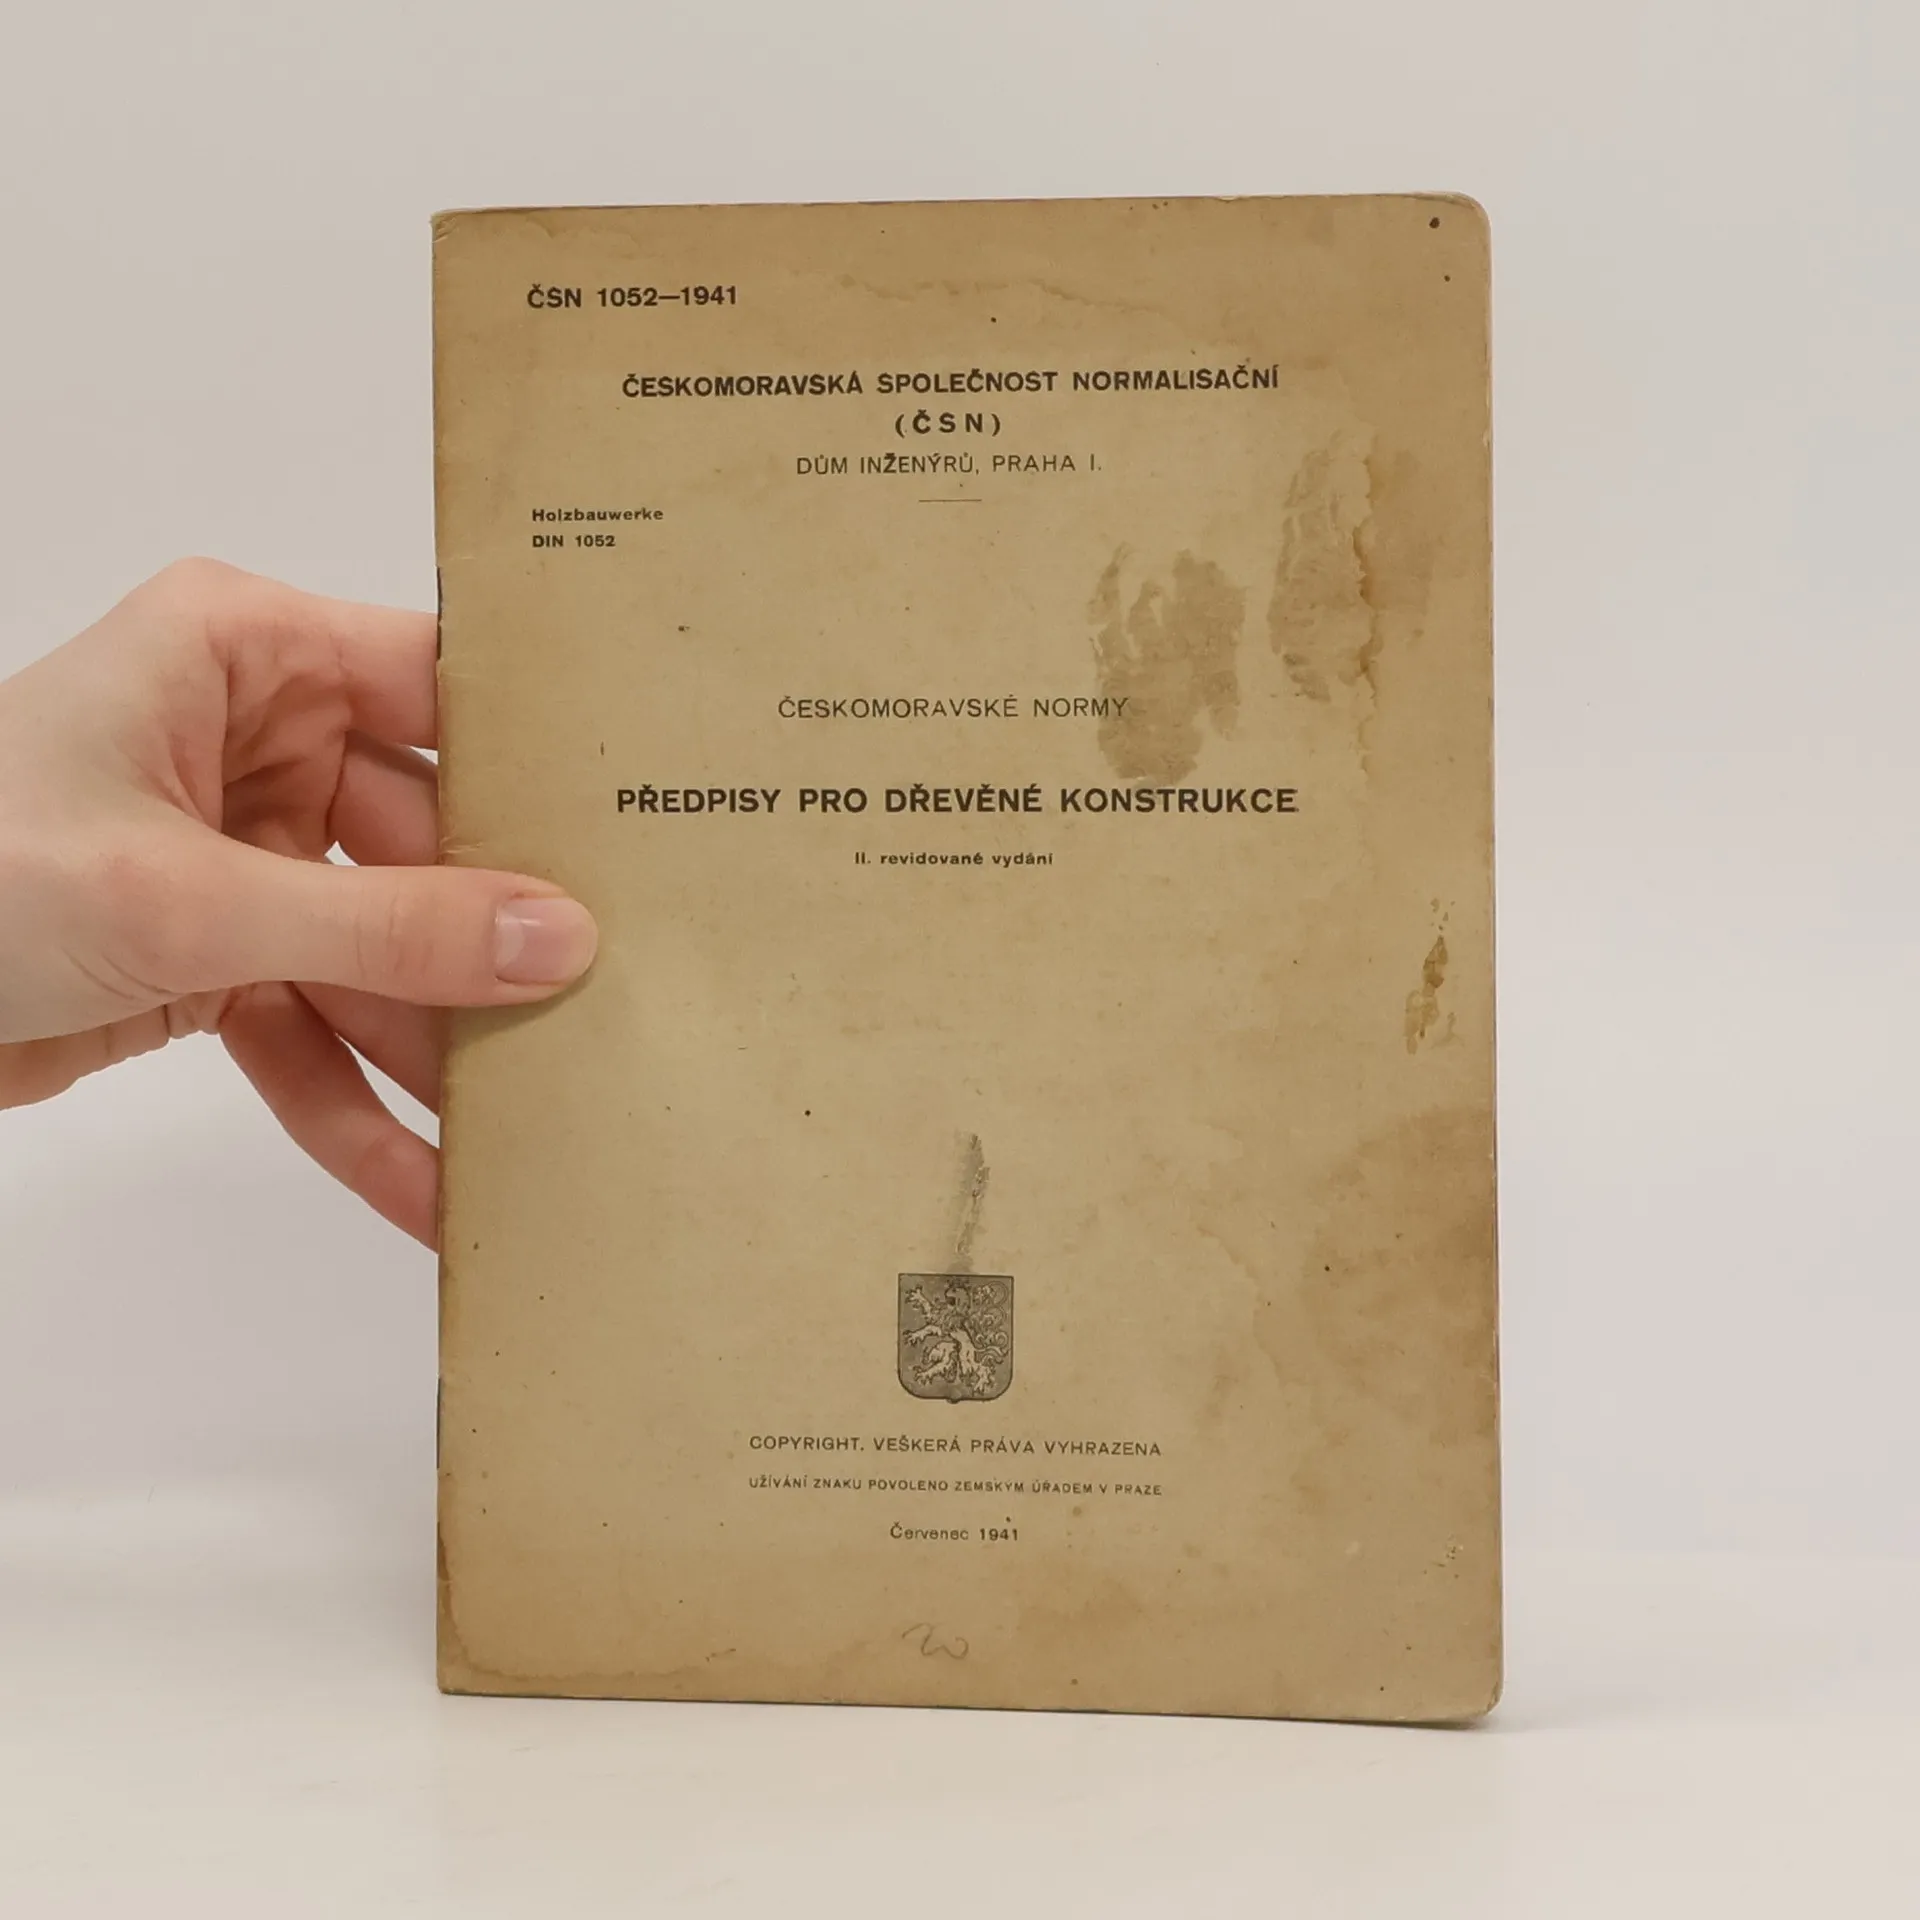 ČSN 1052—1941
ČESKOMORAVSKÁ SPOLEČNOST NORMALISAČNÍ
(ČSN)
DŮM INŽENÝRŮ, PRAHA I.
Holzbauwerke
DIN 1052
ČESKOMORAVSKÉ NORMY
PŘEDPISY PRO DŘEVĚNÉ KONSTRUKCE
II. revidované vydání
COPYRIGHT. VEŠKERÁ PRÁVA VYHRAZENA
UŽÍVÁNÍ ZNAKU POVOLENO ZEMSKÝM ÚŘADEM V PRAZE
Červenec 1941